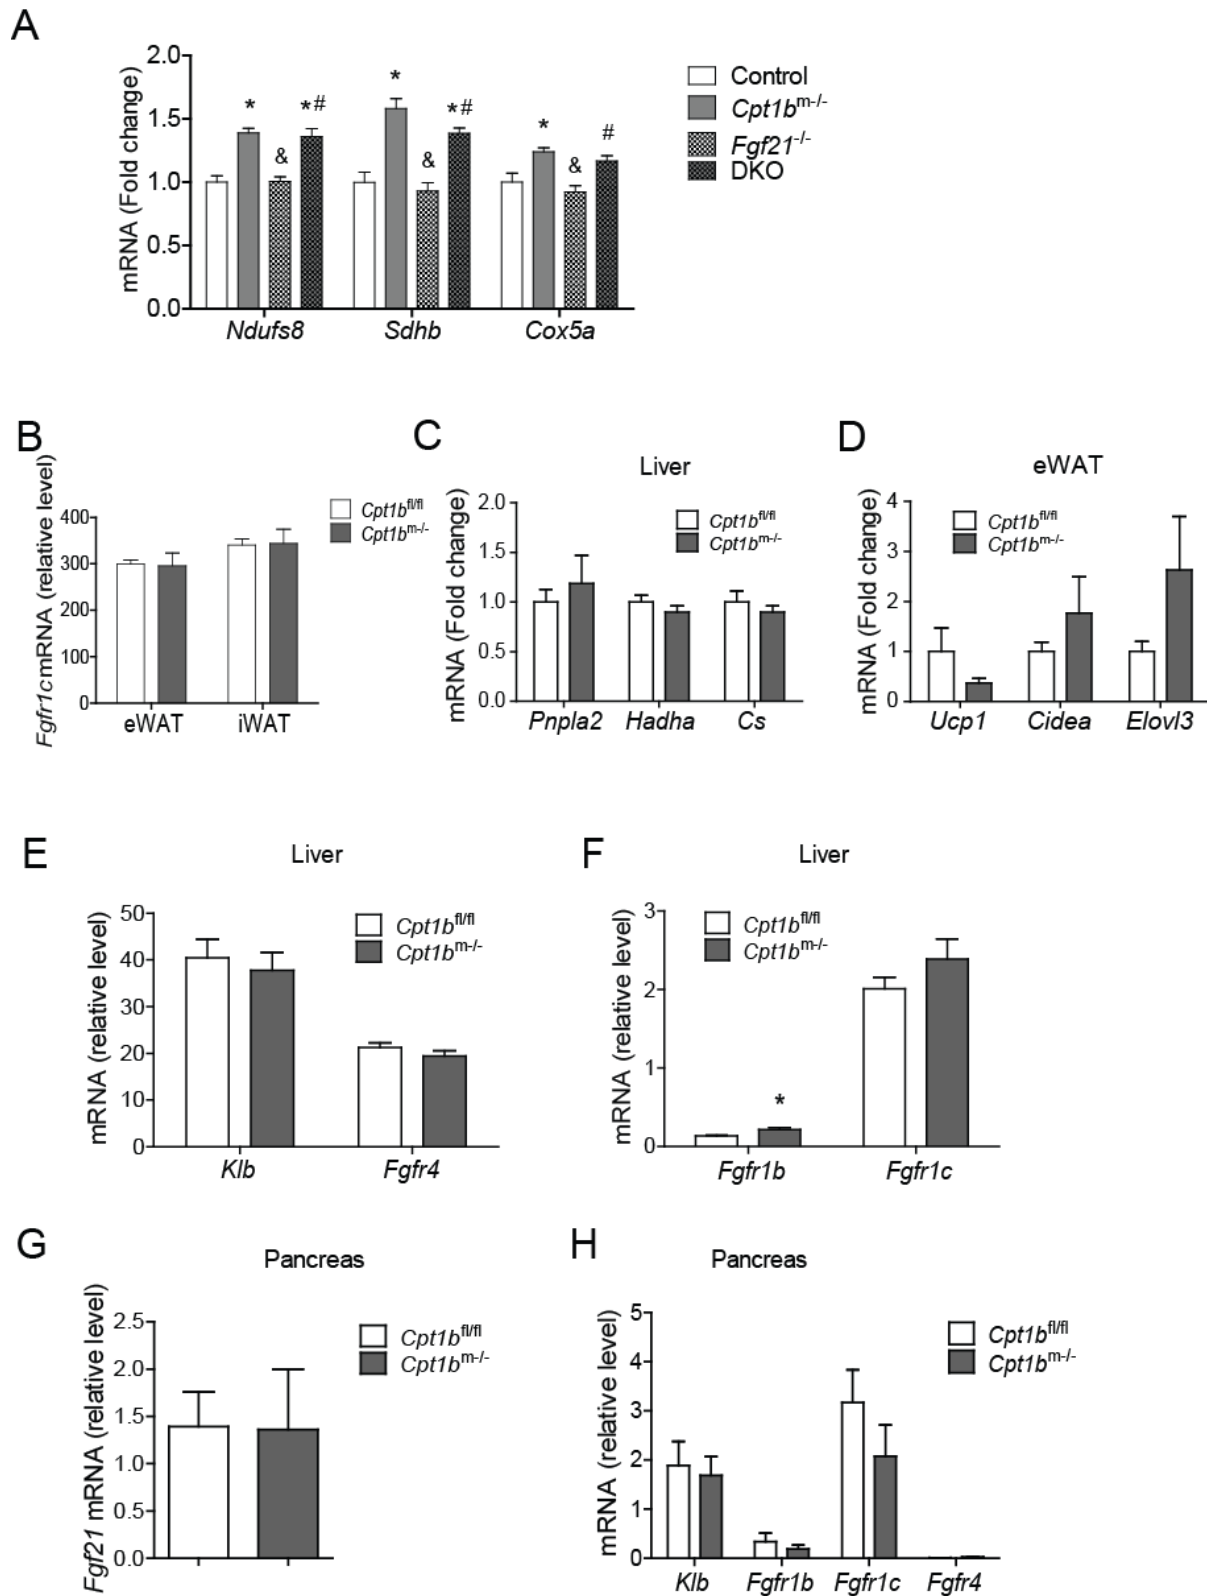 A
mRNA (Fold change)
2.0
1.5
1.0
0.5
0.0
*
&
*#
*
&
*#
*
&
#
Ndufs8
Sdhb
Cox5a
Control
Cpt1b^m-/-
Fgf21^-/-
DKO
B
Fgfr1c mRNA (relative level)
400
300
200
100
0
eWAT
iWAT
Cpt1b^fl/fl
Cpt1b^m-/-
C
Liver
mRNA (Fold change)
2.0
1.5
1.0
0.5
0.0
Cpt1b^fl/fl
Cpt1b^m-/-
Pnpla2
Hadha
Cs
D
eWAT
mRNA (Fold change)
4
3
2
1
0
Cpt1b^fl/fl
Cpt1b^m-/-
Ucp1
Cidea
Elovl3
E
Liver
mRNA (relative level)
50
40
30
20
10
0
Cpt1b^fl/fl
Cpt1b^m-/-
Klb
Fgfr4
F
Liver
mRNA (relative level)
3
2
1
0
Cpt1b^fl/fl
Cpt1b^m-/-
*
Fgfr1b
Fgfr1c
G
Pancreas
Fgf21 mRNA (relative level)
2.5
2.0
1.5
1.0
0.5
0.0
Cpt1b^fl/fl
Cpt1b^m-/-
H
Pancreas
mRNA (relative level)
5
4
3
2
1
0
Cpt1b^fl/fl
Cpt1b^m-/-
Klb
Fgfr1b
Fgfr1c
Fgfr4